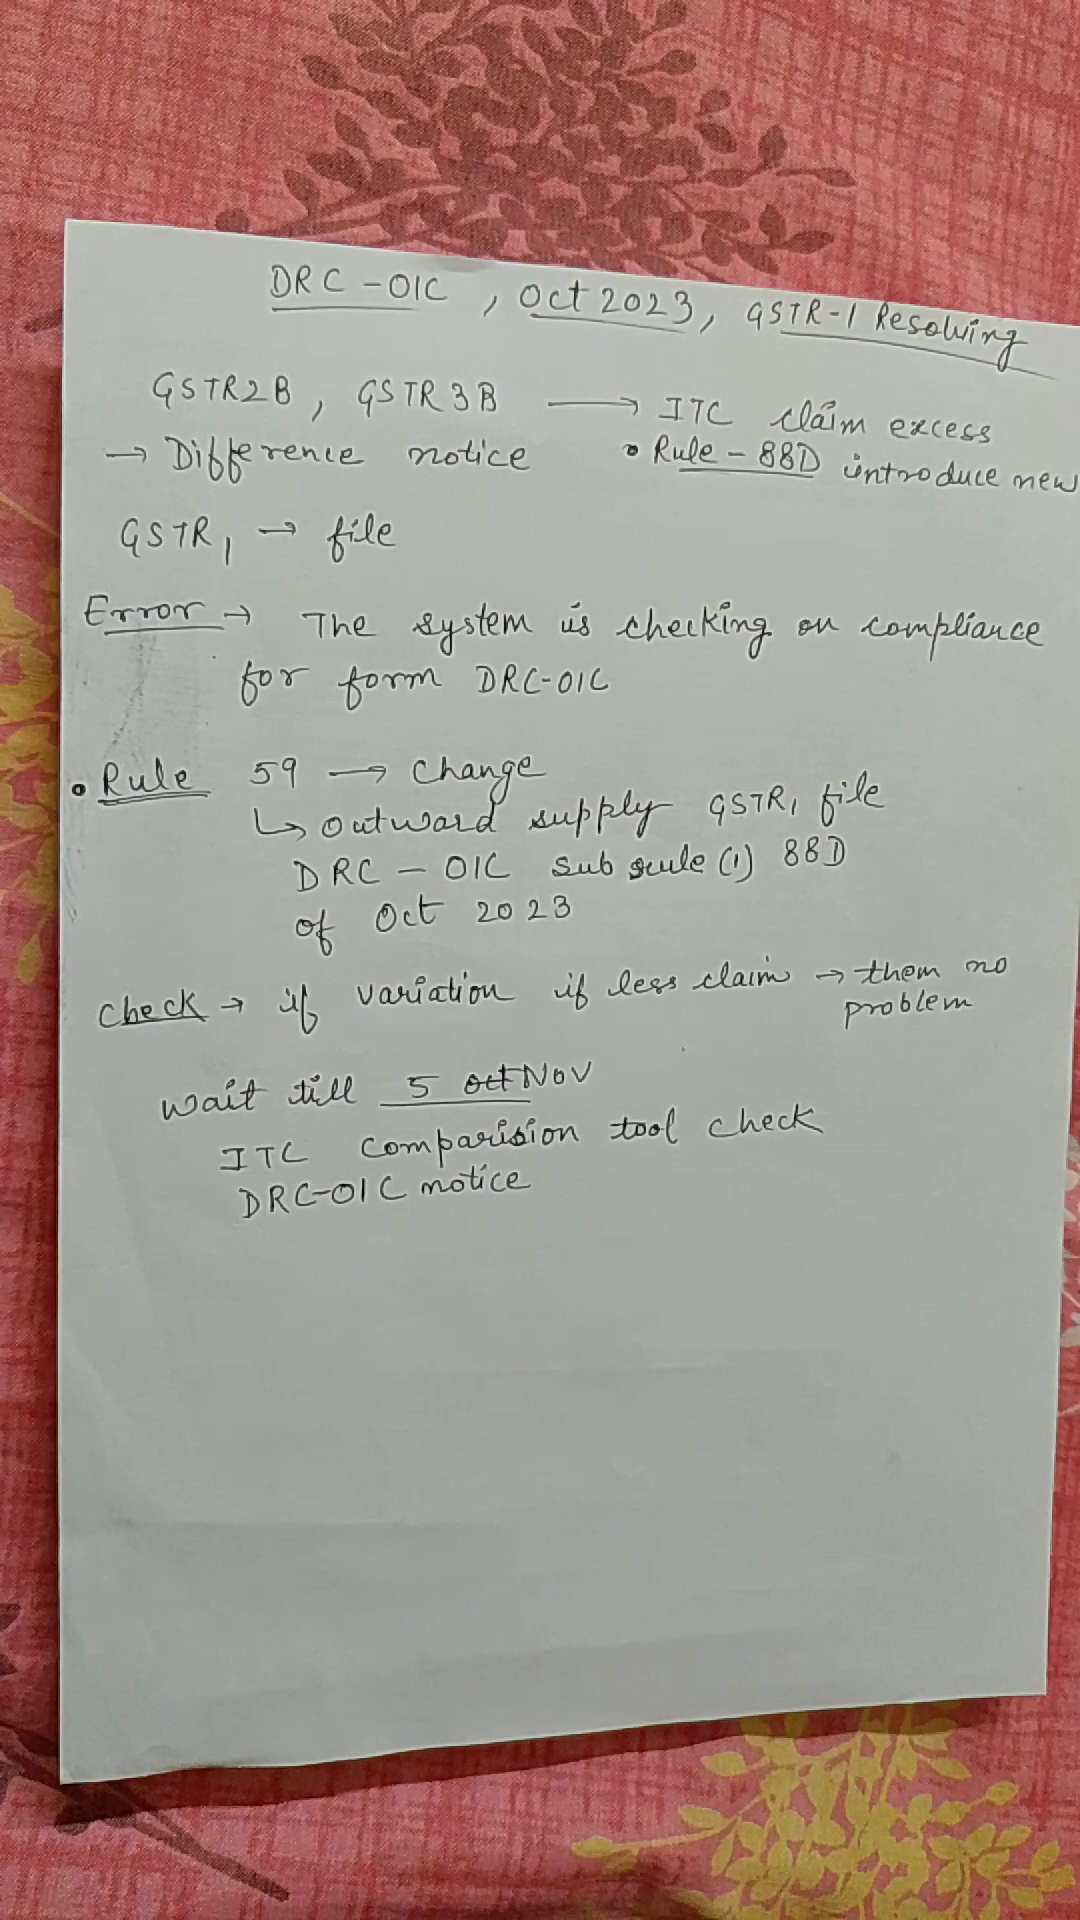 DRC-01C, Oct 2023, GSTR-1 Resolving
GSTR2B, GSTR3B → ITC claim excess
→ Difference notice • Rule - 88D introduce new
GSTR1 → file
Error → The system is checking on compliance
for form DRC-01C
• Rule 59 → Change
↳ Outward supply GSTR1 file
DRC - 01C Sub rule (1) 88D
of Oct 2023
Check → if variation if less claim → them no
problem
wait till 5 oct Nov
ITC Comparision tool check
DRC-01C notice